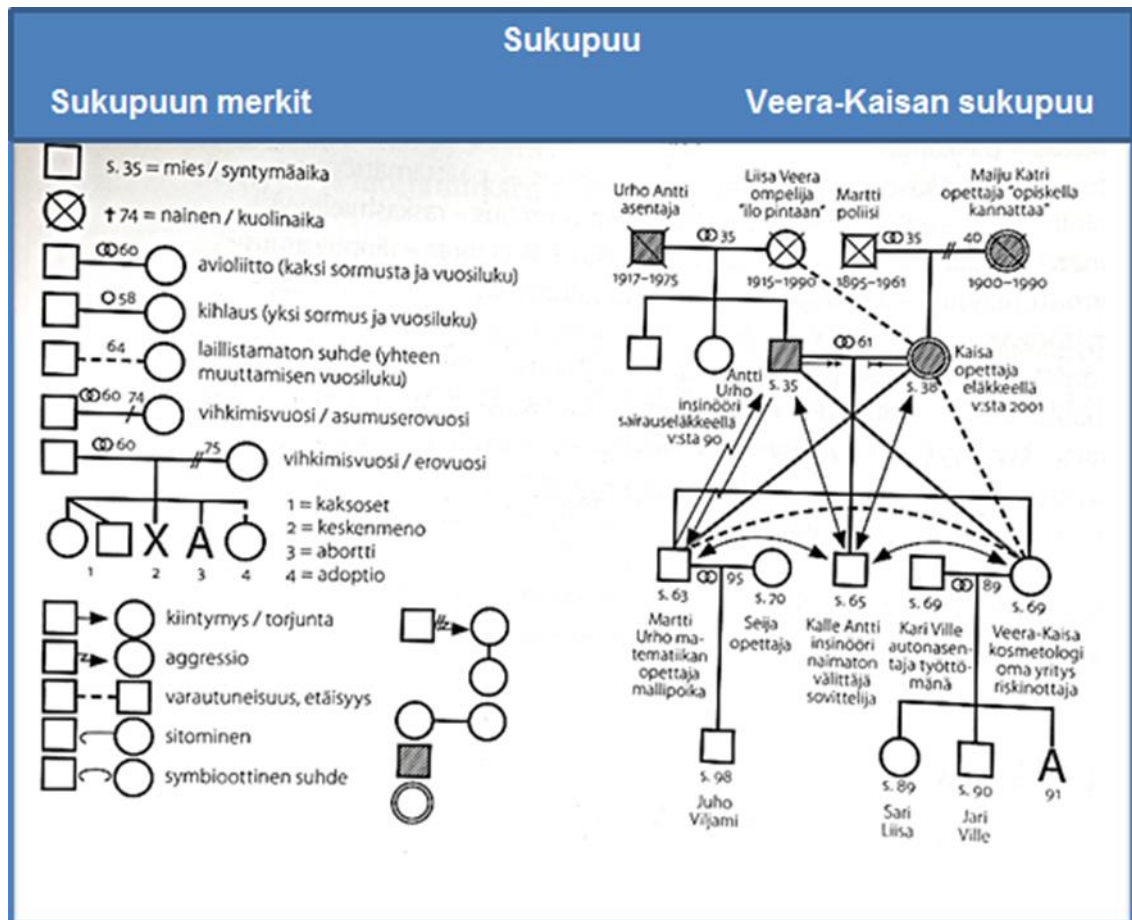 Sukupuu
Sukupuun merkit
Veera-Kaisan sukupuu
s. 35 = mies / syntymäaika
† 74 = nainen / kuolinaika
60
avioliitto (kaksi sormusta ja vuosiluku)
58
kihlaus (yksi sormus ja vuosiluku)
64
laillistamaton suhde (yhteen
muuttamisen vuosiluku)
60 74
vihkimisvuosi / asumuserovuosi
60
75
vihkimisvuosi / erovuosi
X
A
1
2
3
4
1 = kaksoset
2 = keskenmeno
3 = abortti
4 = adoptio
kiintymys / torjunta
aggressio
varautuneisuus, etäisyys
sitominen
symbioottinen suhde
Urho Antti
asentaja
Liisa Veera
ompelija
"ilo pintaan"
Martti
poliisi
Maiju Katri
opettaja "opiskella
kannattaa"
35
35
40
1917–1975
1915–1990
1895–1961
1900–1990
61
Antti
Urho
insinööri
sairauseläkkeellä
v:sta 90
s. 35
s. 38
Kaisa
opettaja
eläkkeellä
v:sta 2001
95
89
s. 63
s. 70
s. 65
s. 69
s. 69
Martti
Urho ma-
tematiikan
opettaja
mallipoika
Seija
opettaja
Kalle Antti
insinööri
naimaton
välittäjä
sovittelija
Kari Ville
autonasen-
taja työttö-
mänä
Veera-Kaisa
kosmetologi
oma yritys
riskinottaja
s. 98
Juho
Viljami
s. 89
Sari
Liisa
s. 90
Jari
Ville
A
91